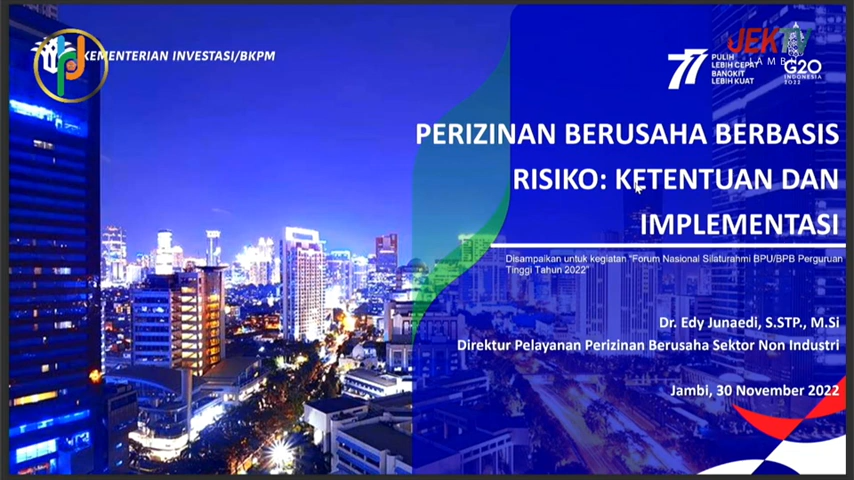 KEMENTERIAN INVESTASI/BKPM
JEKTV
JAMBI
77
PULIH
LEBIH CEPAT
BANGKIT
LEBIH KUAT
G20
INDONESIA
2022
PERIZINAN BERUSAHA BERBASIS
RISIKO: KETENTUAN DAN
IMPLEMENTASI
Disampaikan untuk kegiatan "Forum Nasional Silaturahmi BPU/BPB Perguruan
Tinggi Tahun 2022"
Dr. Edy Junaedi, S.STP., M.Si
Direktur Pelayanan Perizinan Berusaha Sektor Non Industri
Jambi, 30 November 2022